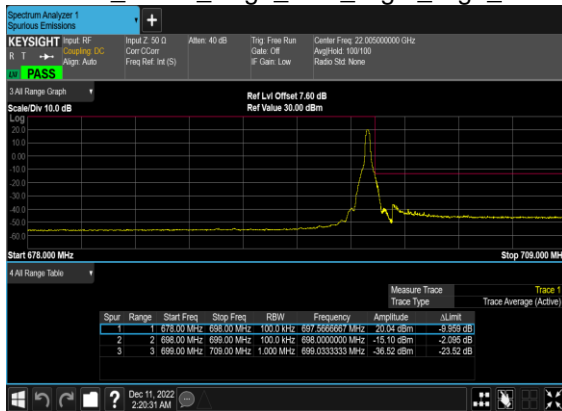 Spectrum Analyzer 1
Spurious Emissions
KEYSIGHT Input: RF Input Z: 50 Ω Atten: 40 dB Trig: Free Run Center Freq: 22.005000000 GHz
R T Coupling: DC Corr CCorr Gate: Off Avg|Hold: 100/100
Align: Auto Freq Ref: Int (S) IF Gain: Low Radio Std: None
PASS
3 All Range Graph
Ref Lvl Offset 7.60 dB
Scale/Div 10.0 dB Ref Value 30.00 dBm
Log
20.0
10.0
0.00
-10.0
-20.0
-30.0
-40.0
-50.0
-60.0
Start 678.000 MHz Stop 709.000 MH
4 All Range Table
Measure Trace Trace 1
Trace Type Trace Average (Active)
Spur Range Start Freq Stop Freq RBW Frequency Amplitude ΔLimit
1 1 678.00 MHz 698.00 MHz 100.0 kHz 697.5666667 MHz 20.04 dBm -9.959 dB
2 2 698.00 MHz 699.00 MHz 100.0 kHz 698.0000000 MHz -15.10 dBm -2.095 dB
3 3 699.00 MHz 709.00 MHz 1.000 MHz 699.0333333 MHz -36.52 dBm -23.52 dB
Dec 11, 2022
2:20:31 AM